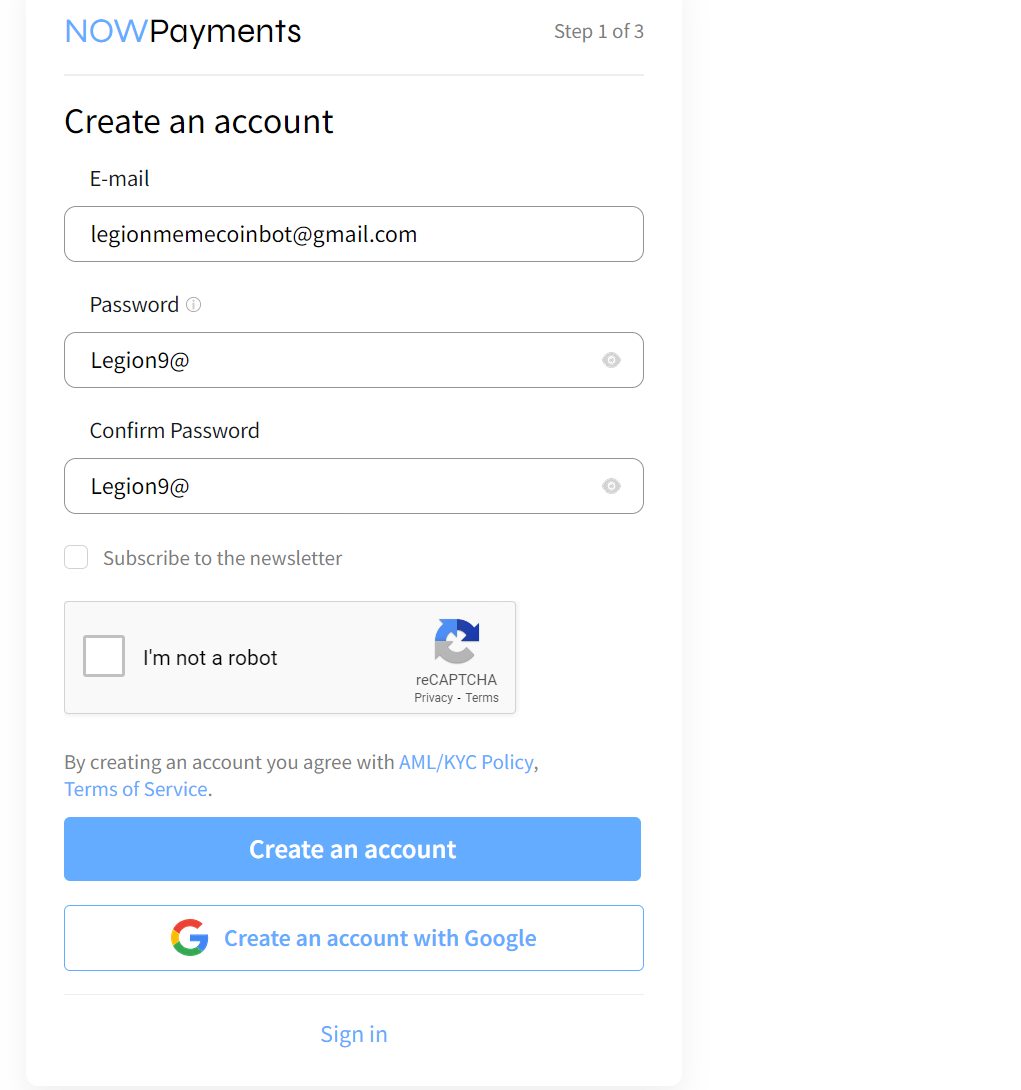 NOWPayments
Step 1 of 3
Create an account
E-mail
legionmemecoinbot@gmail.com
Password
Legion9@
Confirm Password
Legion9@
Subscribe to the newsletter
I'm not a robot
reCAPTCHA
Privacy - Terms
By creating an account you agree with AML/KYC Policy,
Terms of Service.
Create an account
Create an account with Google
Sign in